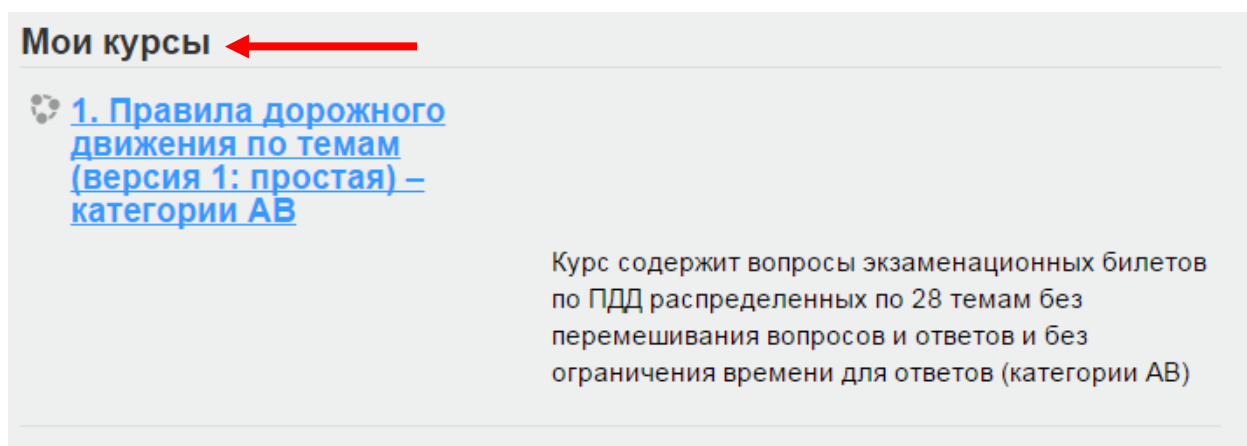 Мои курсы
1. Правила дорожного
движения по темам
(версия 1: простая) –
категории АВ
Курс содержит вопросы экзаменационных билетов
по ПДД распределенных по 28 темам без
перемешивания вопросов и ответов и без
ограничения времени для ответов (категории АВ)